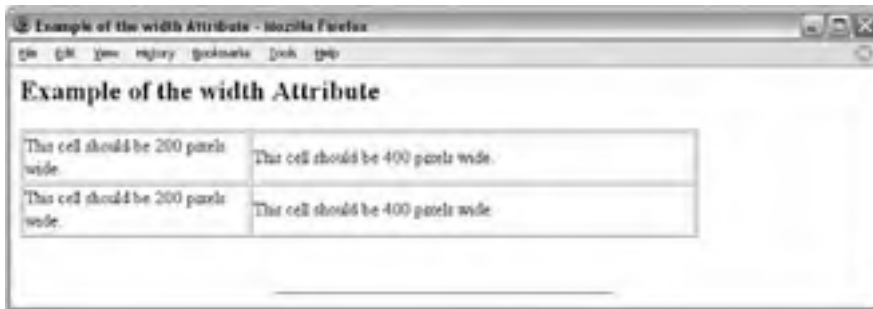 Example of the width Attribute - Mozilla Firefox
File Edit View History Bookmarks Tools Help
Example of the width Attribute
This cell should be 200 pixels
wide.
This cell should be 400 pixels wide.
This cell should be 200 pixels
wide.
This cell should be 400 pixels wide